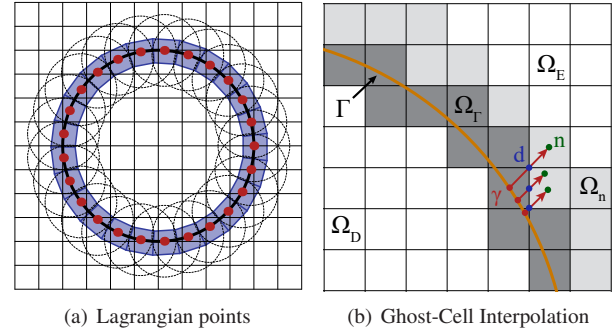 Ω_E
Γ
Ω_Γ
n
d
γ
Ω_n
Ω_D
(a) Lagrangian points
(b) Ghost-Cell Interpolation